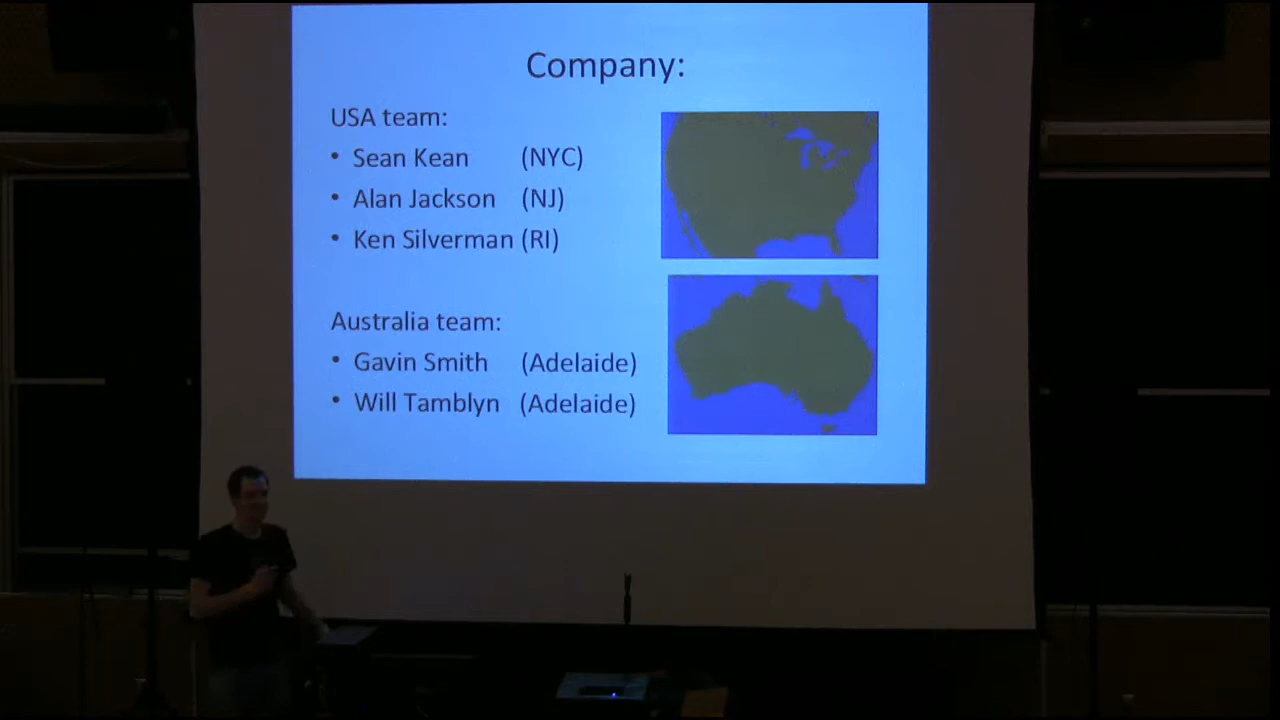 Company:
USA team:
• Sean Kean (NYC)
• Alan Jackson (NJ)
• Ken Silverman (RI)
Australia team:
• Gavin Smith (Adelaide)
• Will Tamblyn (Adelaide)